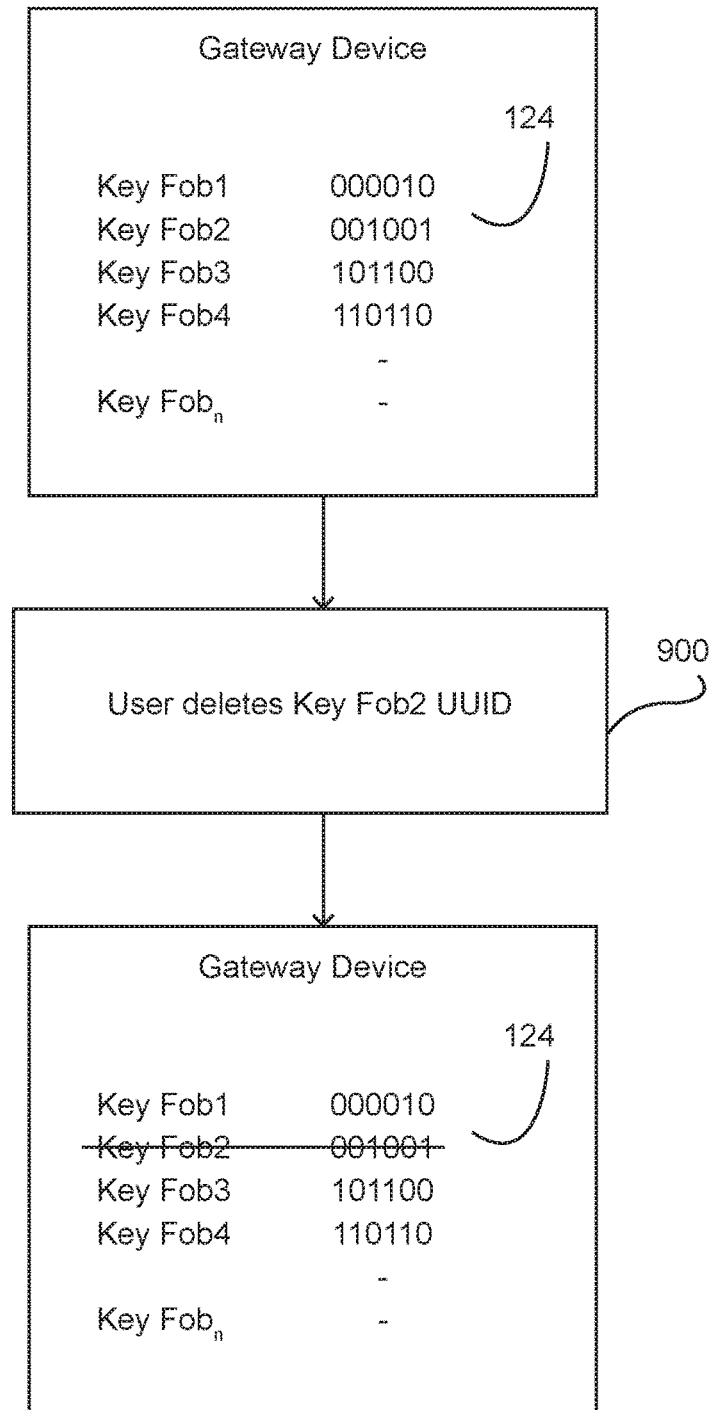 Gateway Device
124
Key Fob1 000010
Key Fob2 001001
Key Fob3 101100
Key Fob4 110110
-
Key Fobn -
User deletes Key Fob2 UUID
900
Gateway Device
124
Key Fob1 000010
Key Fob2 001001
Key Fob3 101100
Key Fob4 110110
-
Key Fobn -